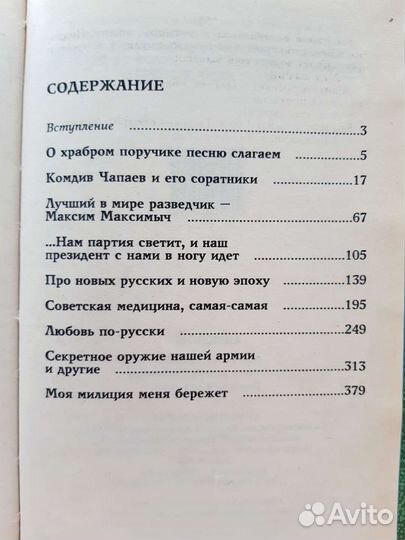 СОДЕРЖАНИЕ
Вступление ........ 3
О храбром поручике песню слагаем ........ 5
Комдив Чапаев и его соратники ........ 17
Лучший в мире разведчик —
Максим Максимыч ........ 67
...Нам партия светит, и наш
президент с нами в ногу идет ........ 105
Про новых русских и новую эпоху ........ 139
Советская медицина, самая-самая ........ 195
Любовь по-русски ........ 249
Секретное оружие нашей армии
и другие ........ 313
Моя милиция меня бережет ........ 379
Avito